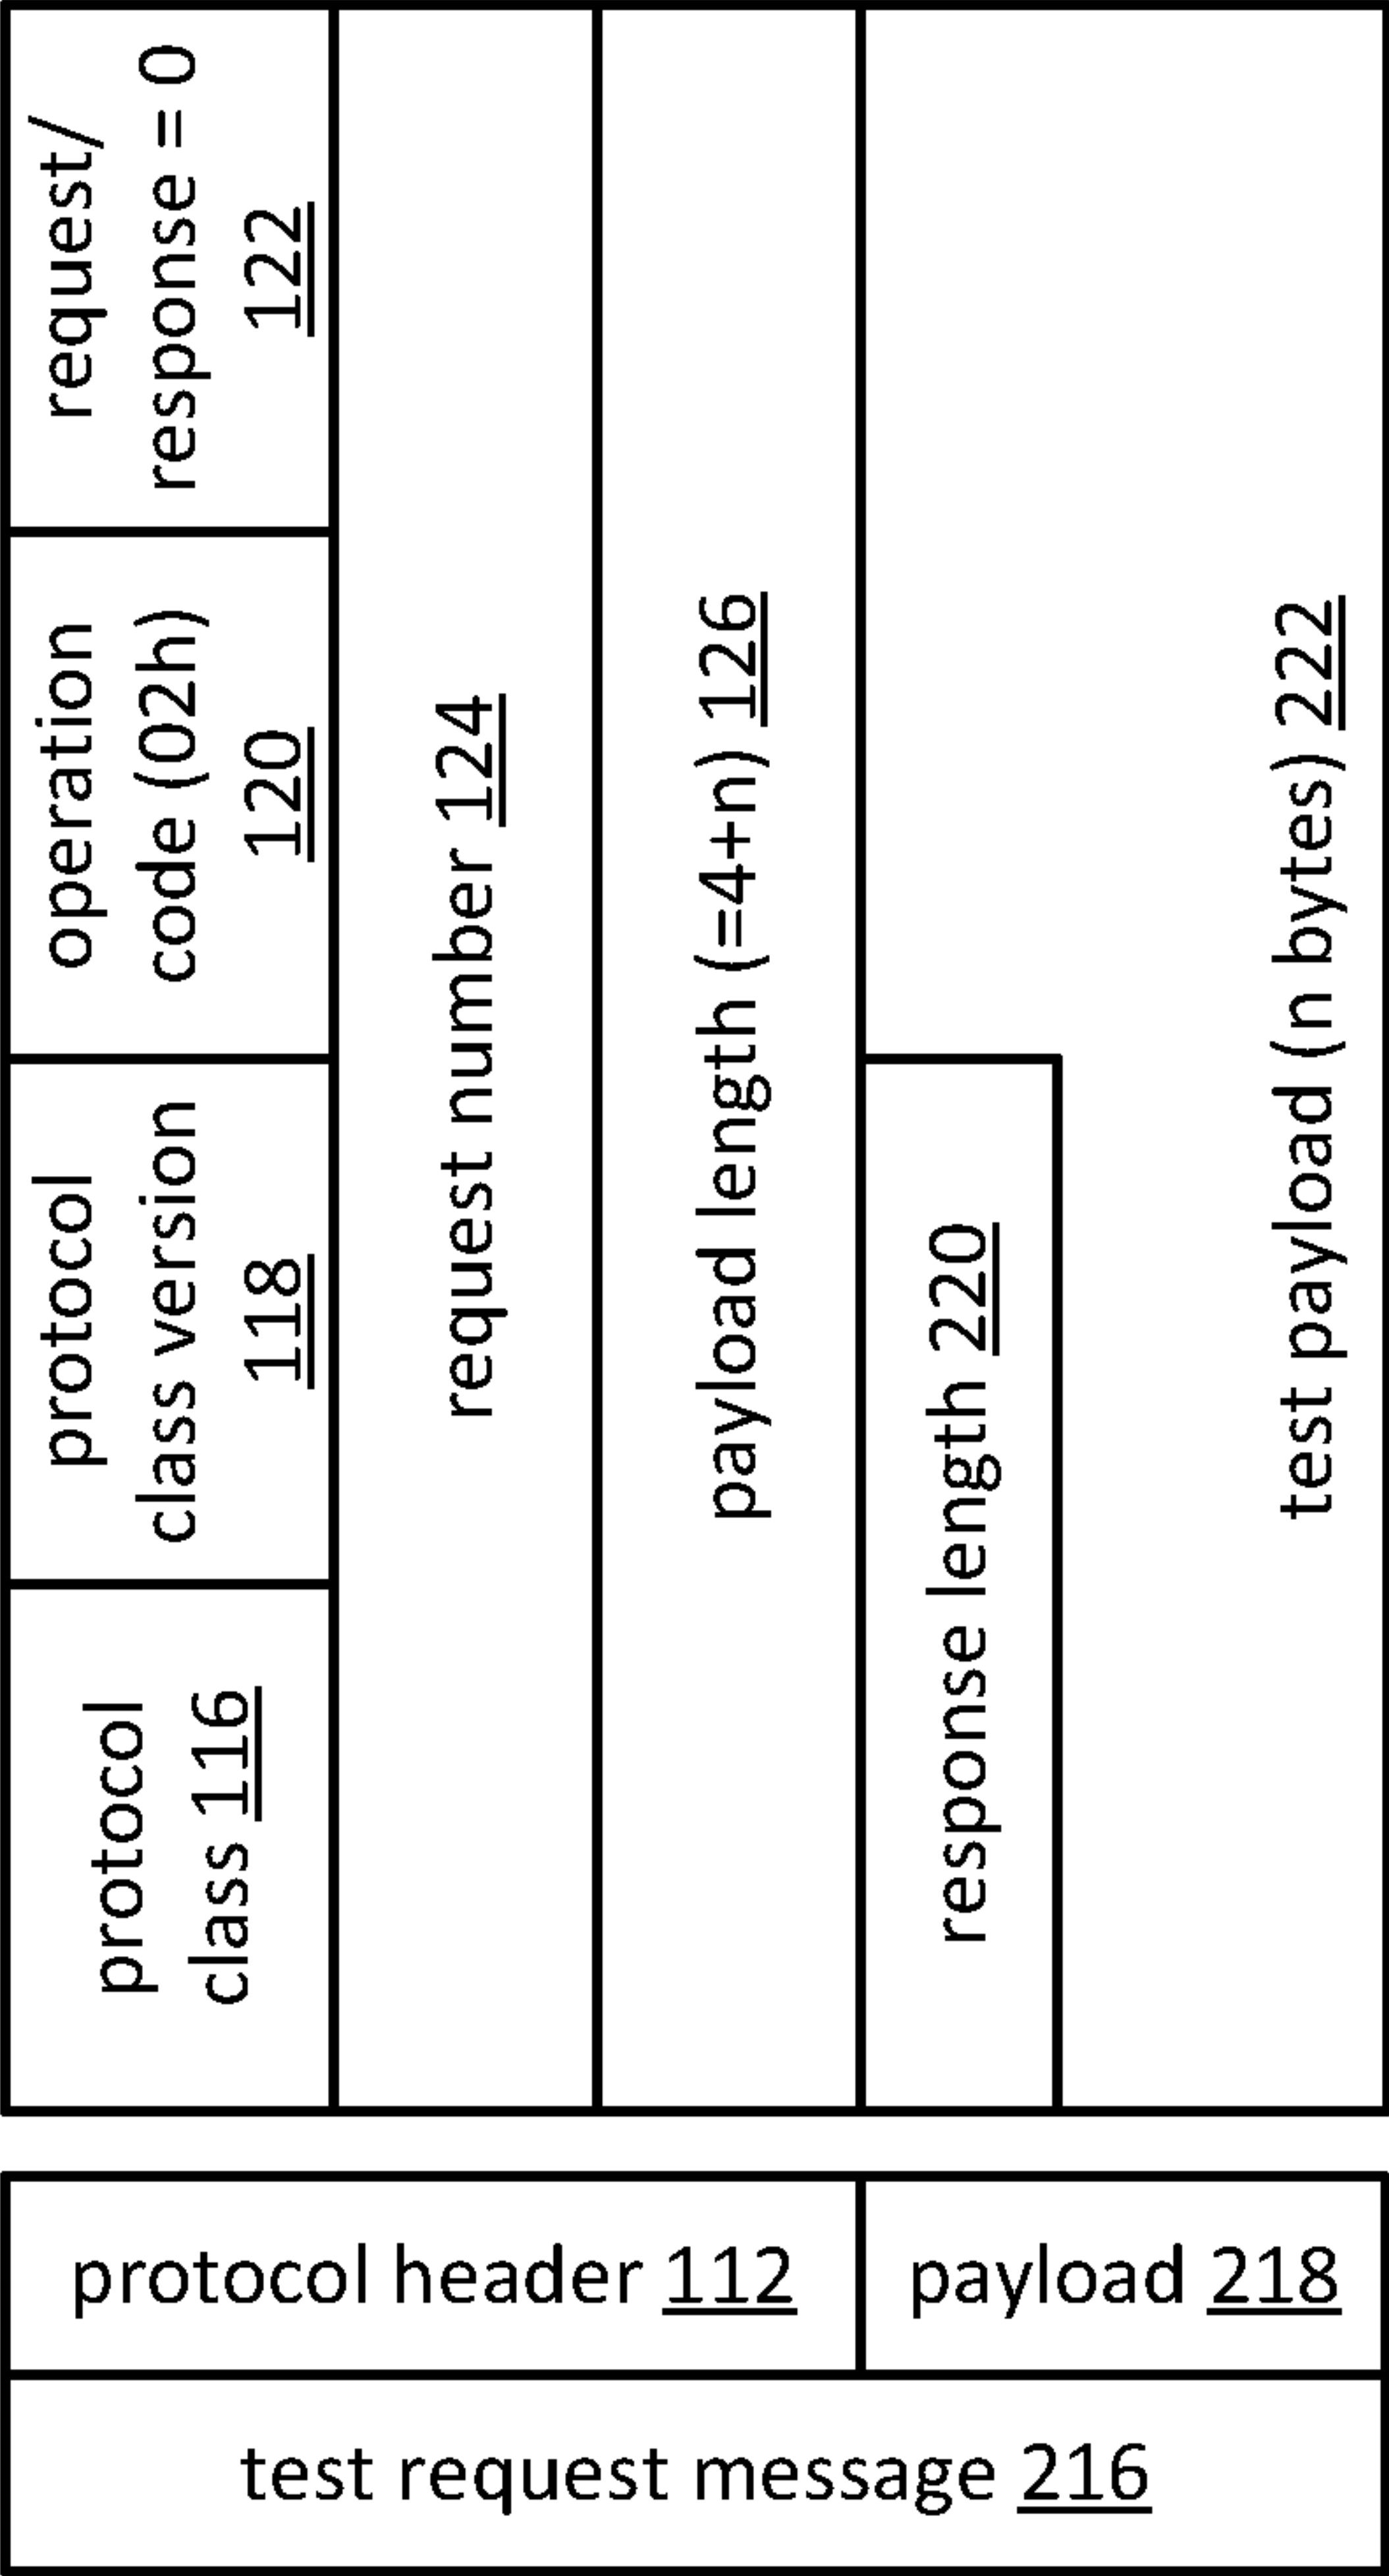 protocol
class 116
protocol
class version
118
operation
code (02h)
120
request/
response = 0
122
request number 124
payload length (=4+n) 126
response length 220
test payload (n bytes) 222
protocol header 112
payload 218
test request message 216